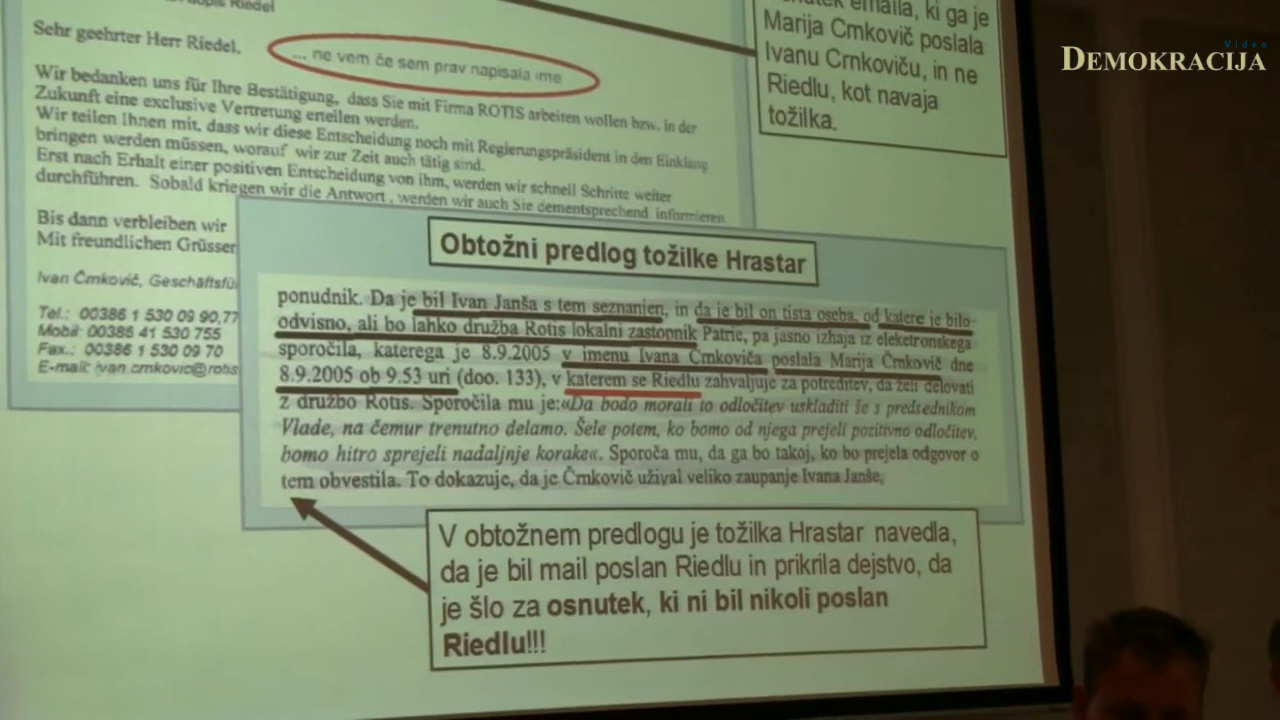 Riedel
Sehr geehrter Herr Riedel,
... ne vem če sem prav napisala ime
Wir bedanken uns für Ihre Bestätigung, dass Sie mit Firma ROTIS arbeiten wollen bzw. in der
Zukunft eine exclusive Vertretung erteilen werden.
Wir teilen Ihnen mit, dass wir diese Entscheidung noch mit Regierungspräsident in den Einklang
bringen werden müssen, worauf wir zur Zeit auch tätig sind.
Erst nach Erhalt einer positiven Entscheidung von ihm, werden wir schnell Schritte weiter
durchführen. Sobald kriegen wir die Antwort, werden wir auch Sie dementsprechend informieren
Bis dann verbleiben wir
Mit freundlichen Grüssen
Ivan Črnkovič, Geschäftsfü
Tel.: 00386 1 530 09 90,77
Mobil: 00386 41 530 755
Fax.: 00386 1 530 09 70
E-mail: ivan.crnkovic@rotis
emaila, ki ga je
Marija Crnkovič poslala
Ivanu Crnkoviču, in ne
Riedlu, kot navaja
tožilka.
Video
DEMOKRACIJA
Obtožni predlog tožilke Hrastar
ponudnik. Da je bil Ivan Janša s tem seznanjen, in da je bil on tista oseba, od katere je bilo
odvisno, ali bo lahko družba Rotis lokalni zastopnik Patrie, pa jasno izhaja iz eleketronskega
sporočila, katerega je 8.9.2005 v imenu Ivana Črnkoviča poslala Marija Črnkovič dne
8.9.2005 ob 9.53 uri (doo. 133), v katerem se Riedlu zahvaljuje za potreditev, da želi delovati
z družbo Rotis. Sporočila mu je:«Da bodo morali to odločitev uskladiti še s predsednikom
Vlade, na čemur trenutno delamo. Šele potem, ko bomo od njega prejeli pozitivno odločitev,
bomo hitro sprejeli nadaljnje korake«. Sporoča mu, da ga bo takoj, ko bo prejela odgovor o
tem obvestila. To dokazuje, da je Črnkovič užival veliko zaupanje Ivana Janše,
V obtožnem predlogu je tožilka Hrastar navedla,
da je bil mail poslan Riedlu in prikrila dejstvo, da
je šlo za osnutek, ki ni bil nikoli poslan
Riedlu!!!